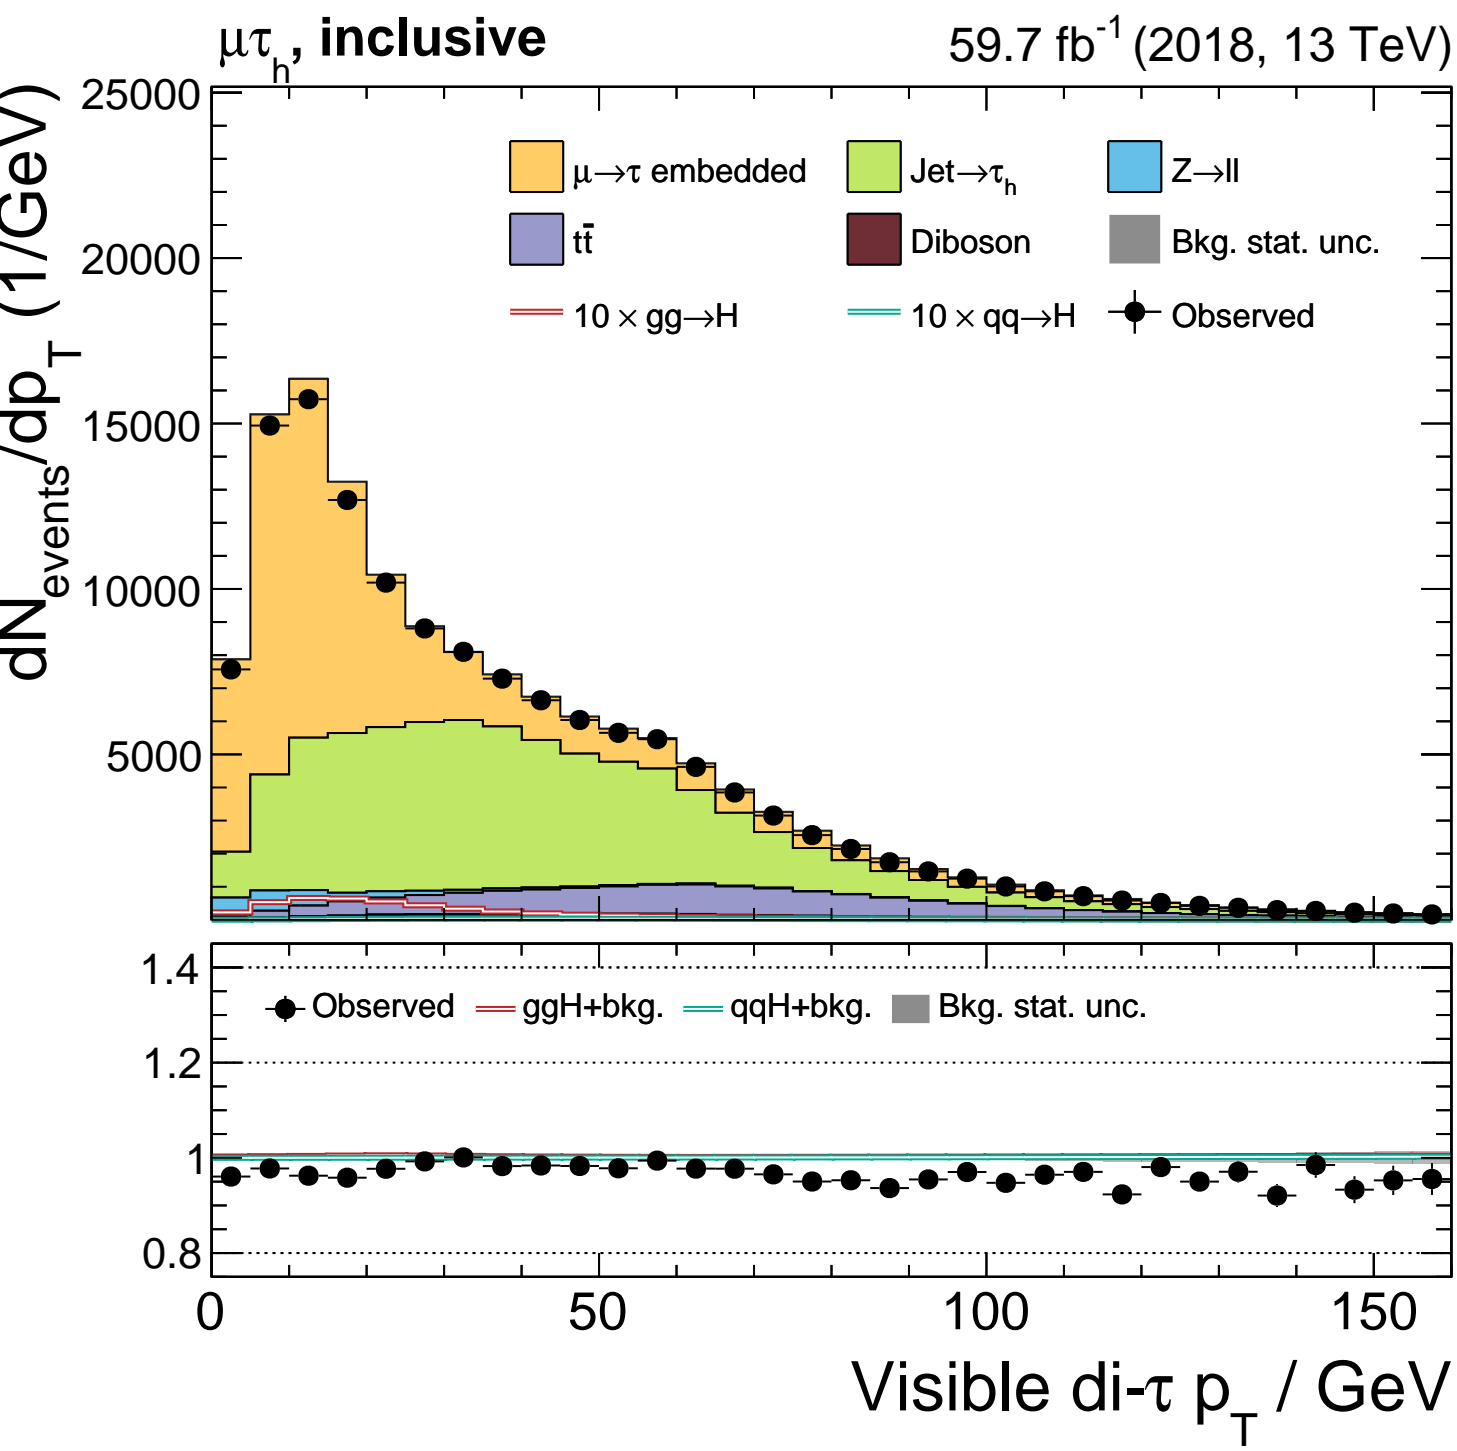 μτh, inclusive
59.7 fb-1 (2018, 13 TeV)
dNevents/dpT (1/GeV)
25000
20000
15000
10000
5000
μ→τ embedded
Jet→τh
Z→ll
tt̄
Diboson
Bkg. stat. unc.
10 × gg→H
10 × qq→H
Observed
1.4
1.2
1
0.8
Observed
ggH+bkg.
qqH+bkg.
Bkg. stat. unc.
0
50
100
150
Visible di-τ pT / GeV